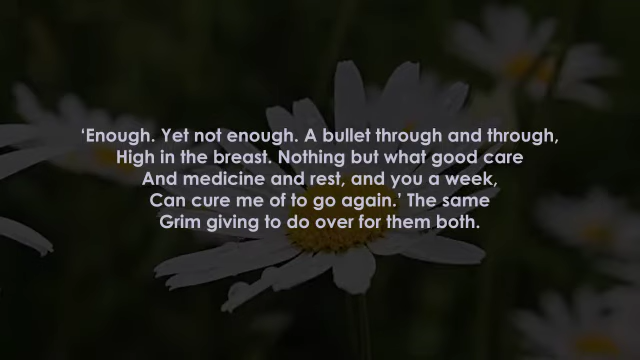 ‘Enough. Yet not enough. A bullet through and through,
High in the breast. Nothing but what good care
And medicine and rest, and you a week,
Can cure me of to go again.’ The same
Grim giving to do over for them both.